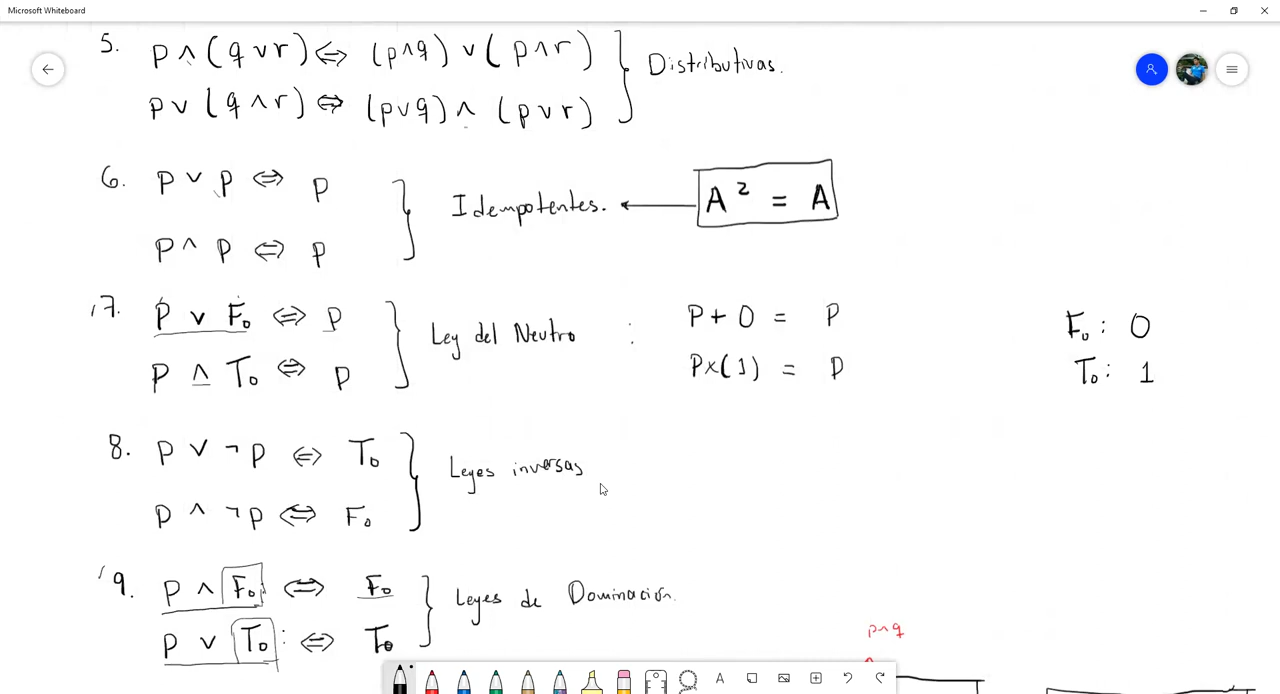 Microsoft Whiteboard
5. p ∧ (q ∨ r) ⇔ (p ∧ q) ∨ (p ∧ r)
p ∨ (q ∧ r) ⇔ (p ∨ q) ∧ (p ∨ r)
Distributivas.
6. p ∨ p ⇔ p
p ∧ p ⇔ p
Idempotentes. ← A² = A
7. p ∨ F₀ ⇔ p
p ∧ T₀ ⇔ p
Ley del Neutro :
P + 0 = P
P×(1) = P
F₀ : 0
T₀ : 1
8. p ∨ ¬p ⇔ T₀
p ∧ ¬p ⇔ F₀
Leyes inversas
9. p ∧ F₀ ⇔ F₀
p ∨ T₀ : ⇔ T₀
Leyes de Dominación.
p∧q
A